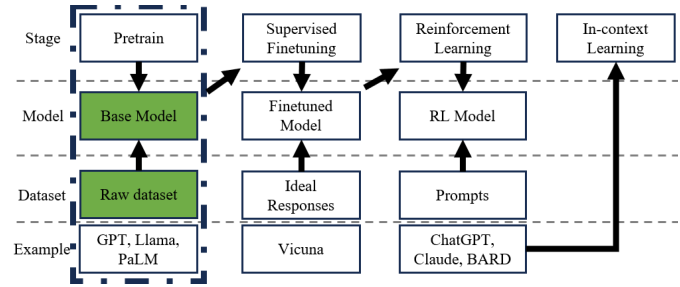 Stage
Pretrain
Supervised
Finetuning
Reinforcement
Learning
In-context
Learning
Model
Base Model
Finetuned
Model
RL Model
Dataset
Raw dataset
Ideal
Responses
Prompts
Example
GPT, Llama,
PaLM
Vicuna
ChatGPT,
Claude, BARD